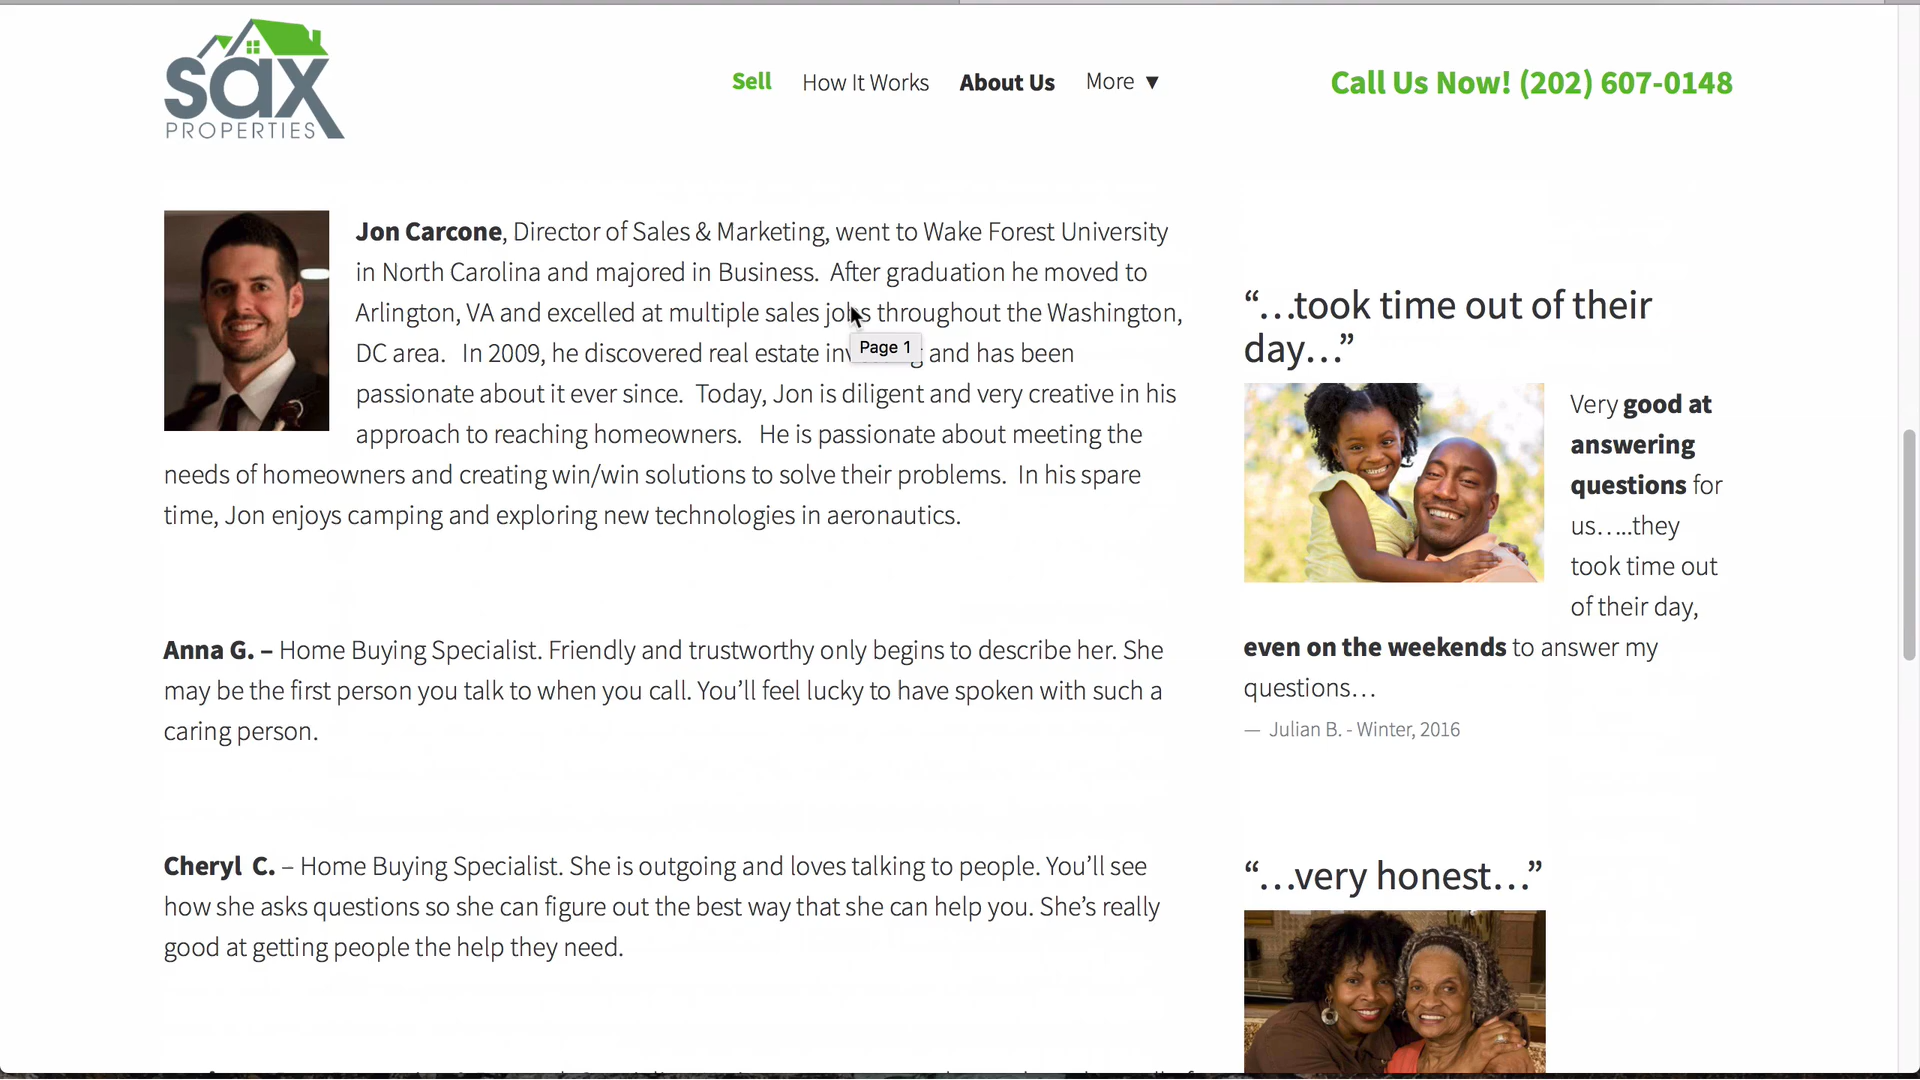 sax
PROPERTIES
Sell How It Works About Us More ▼
Call Us Now! (202) 607-0148
Jon Carcone, Director of Sales & Marketing, went to Wake Forest University
in North Carolina and majored in Business. After graduation he moved to
Arlington, VA and excelled at multiple sales jobs throughout the Washington,
DC area. In 2009, he discovered real estate and has been
Page 1
passionate about it ever since. Today, Jon is diligent and very creative in his
approach to reaching homeowners. He is passionate about meeting the
needs of homeowners and creating win/win solutions to solve their problems. In his spare
time, Jon enjoys camping and exploring new technologies in aeronautics.
Anna G. – Home Buying Specialist. Friendly and trustworthy only begins to describe her. She
may be the first person you talk to when you call. You’ll feel lucky to have spoken with such a
caring person.
Cheryl C. – Home Buying Specialist. She is outgoing and loves talking to people. You’ll see
how she asks questions so she can figure out the best way that she can help you. She’s really
good at getting people the help they need.
“…took time out of their
day…”
Very good at
answering
questions for
us…..they
took time out
of their day,
even on the weekends to answer my
questions…
— Julian B. - Winter, 2016
“…very honest…”